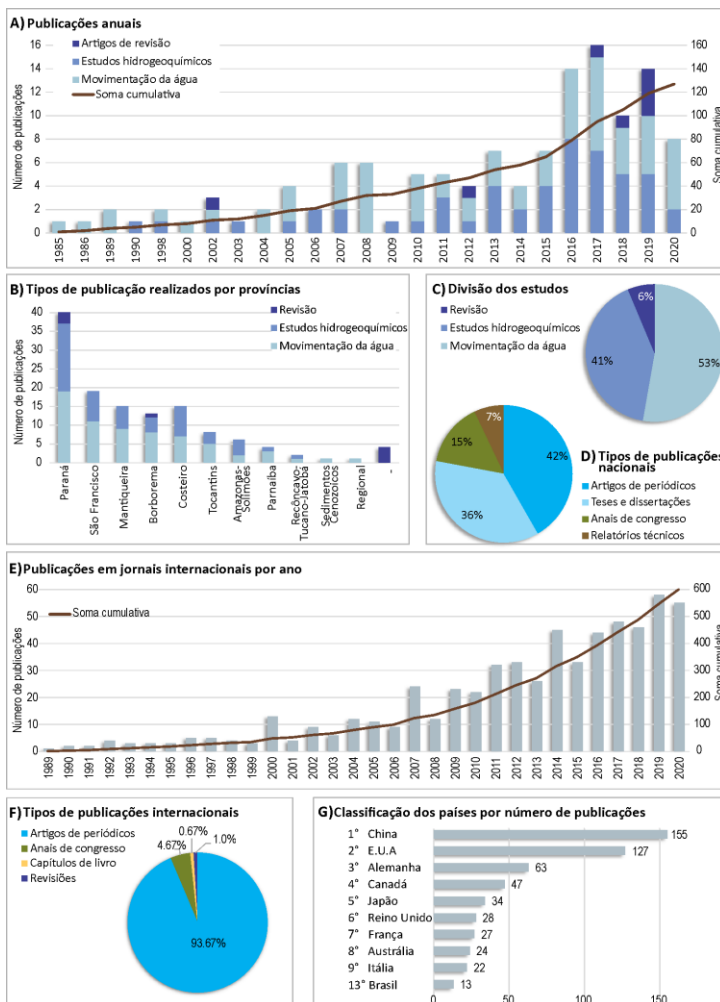 A) Publicações anuais
Artigos de revisão
Estudos hidrogeoquímicos
Movimentação da água
Soma cumulativa
Número de publicações
Soma cumulativa
16
14
12
10
8
6
4
2
0
160
140
120
100
80
60
40
20
0
1985 1986 1989 1990 1998 2000 2002 2003 2004 2005 2006 2007 2008 2009 2010 2011 2012 2013 2014 2015 2016 2017 2018 2019 2020
B) Tipos de publicação realizados por províncias
Revisão
Estudos hidrogeoquímicos
Movimentação da água
Número de publicações
40
35
30
25
20
15
10
5
0
Paraná
São Francisco
Mantiqueira
Borborema
Costeiro
Tocantins
Amazonas-
Solimões
Parnaíba
Recôncavo-
Tucano-Jatobá
Sedimentos
Cenozoicos
Regional
-
C) Divisão dos estudos
Revisão
Estudos hidrogeoquímicos
Movimentação da água
6%
41%
53%
D) Tipos de publicações
nacionais
Artigos de periódicos
Teses e dissertações
Anais de congresso
Relatórios técnicos
7%
15%
42%
36%
E) Publicações em jornais internacionais por ano
Soma cumulativa
Número de publicações
Soma cumulativa
60
50
40
30
20
10
0
600
500
400
300
200
100
0
1989 1990 1991 1992 1993 1994 1995 1996 1997 1998 1999 2000 2001 2002 2003 2004 2005 2006 2007 2008 2009 2010 2011 2012 2013 2014 2015 2016 2017 2018 2019 2020
F) Tipos de publicações internacionais
Artigos de periódicos
Anais de congresso
Capítulos de livro
Revisiões
0.67%
1.0%
4.67%
93.67%
G) Classificação dos países por número de publicações
1° China 155
2° E.U.A 127
3° Alemanha 63
4° Canadá 47
5° Japão 34
6° Reino Unido 28
7° França 27
8° Austrália 24
9° Itália 22
13° Brasil 13
0 50 100 150